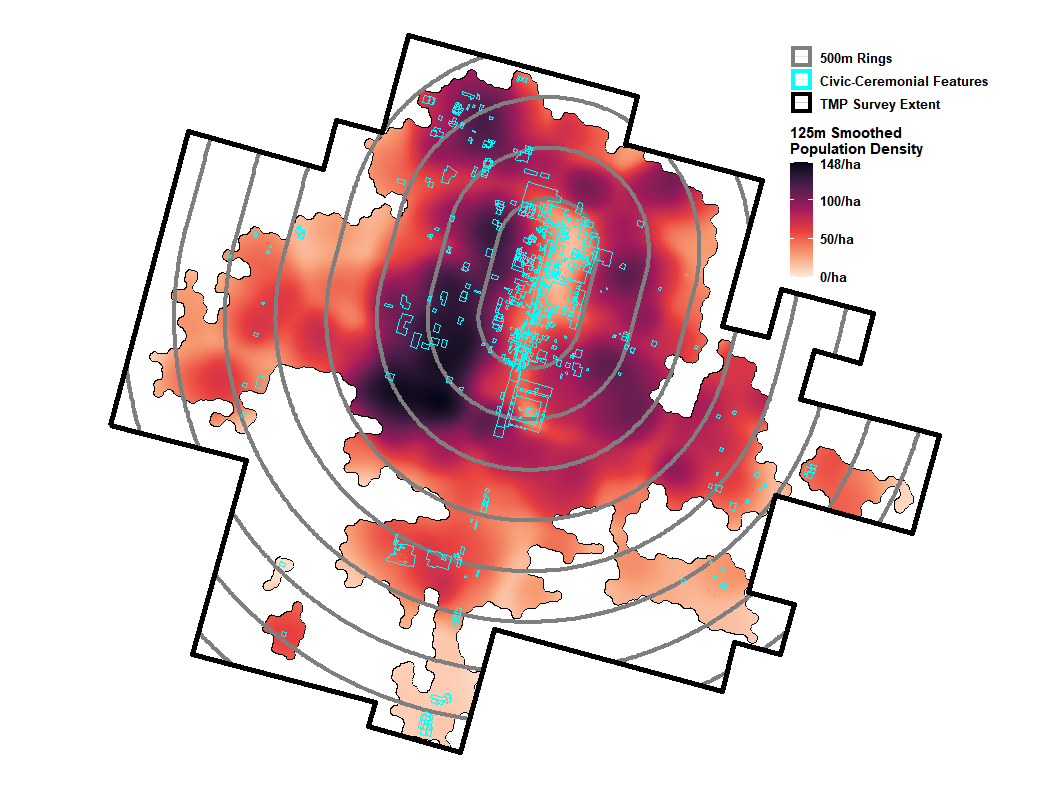 500m Rings
Civic-Ceremonial Features
TMP Survey Extent
125m Smoothed
Population Density
148/ha
100/ha
50/ha
0/ha